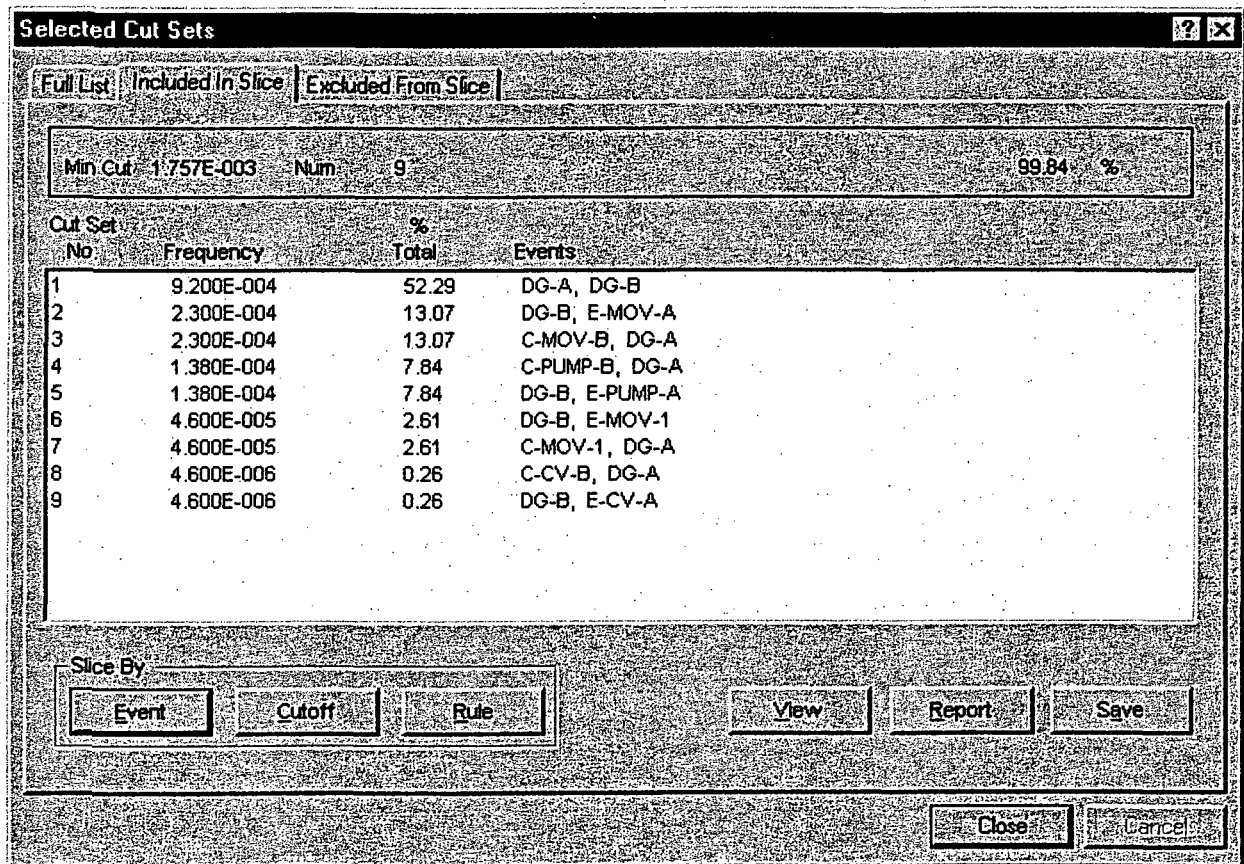 Selected Cut Sets
Full List Included In Slice Excluded From Slice
Min Cut 1.757E-003 Num 9 99.84 %
Cut Set %
No Frequency Total Events
1 9.200E-004 52.29 DG-A, DG-B
2 2.300E-004 13.07 DG-B, E-MOV-A
3 2.300E-004 13.07 C-MOV-B, DG-A
4 1.380E-004 7.84 C-PUMP-B, DG-A
5 1.380E-004 7.84 DG-B, E-PUMP-A
6 4.600E-005 2.61 DG-B, E-MOV-1
7 4.600E-005 2.61 C-MOV-1, DG-A
8 4.600E-006 0.26 C-CV-B, DG-A
9 4.600E-006 0.26 DG-B, E-CV-A
Slice By
Event Cutoff Rule View Report Save
Close Cancel